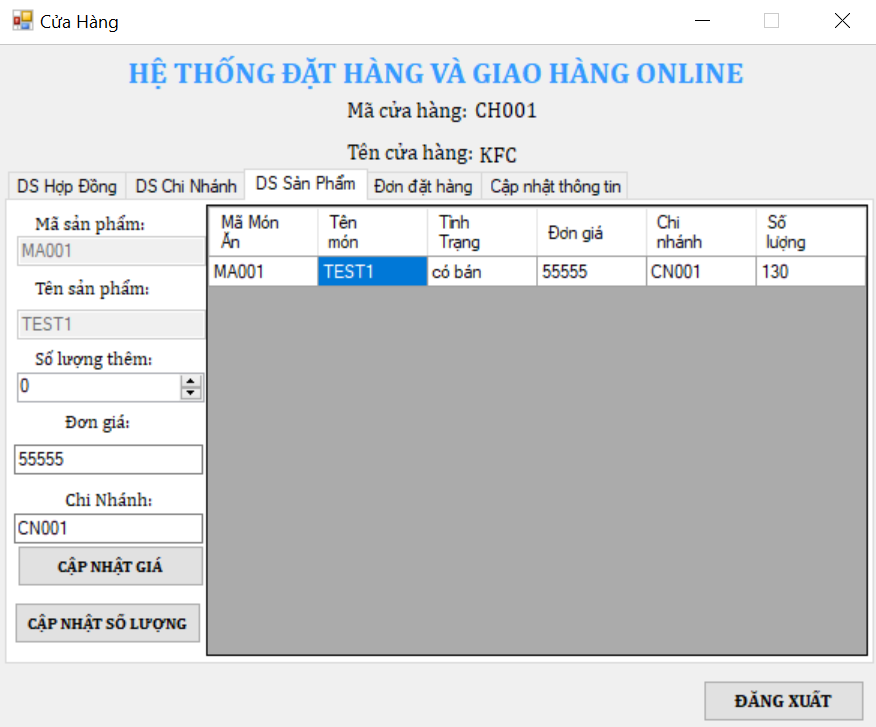 Cửa Hàng
HỆ THỐNG ĐẶT HÀNG VÀ GIAO HÀNG ONLINE
Mã cửa hàng: CH001
Tên cửa hàng: KFC
DS Hợp Đồng DS Chi Nhánh DS Sản Phẩm Đơn đặt hàng Cập nhật thông tin
Mã sản phẩm:
MA001
Tên sản phẩm:
TEST1
Số lượng thêm:
0
Đơn giá:
55555
Chi Nhánh:
CN001
CẬP NHẬT GIÁ
CẬP NHẬT SỐ LƯỢNG
Mã Món Ăn Tên món Tình Trạng Đơn giá Chi nhánh Số lượng
MA001 TEST1 có bán 55555 CN001 130
ĐĂNG XUẤT